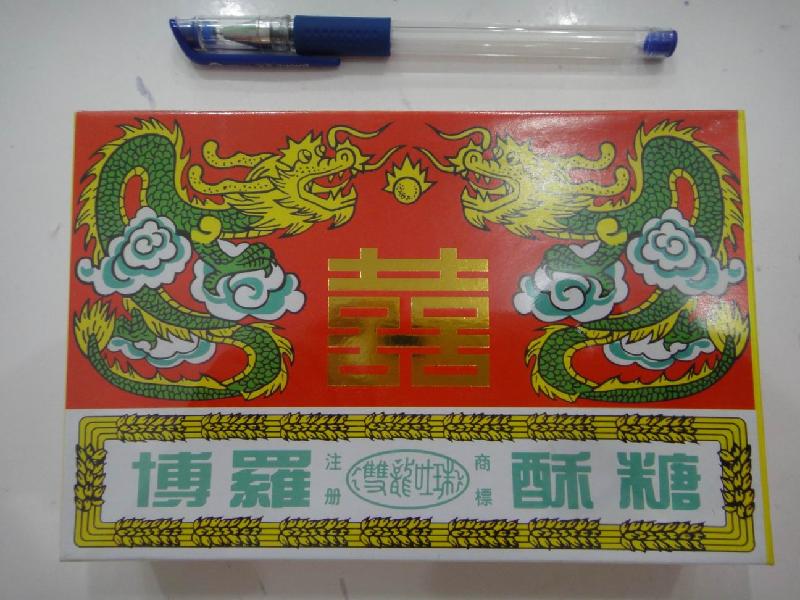 囍
博羅 注册 雙龍吐珠 商標 酥糖